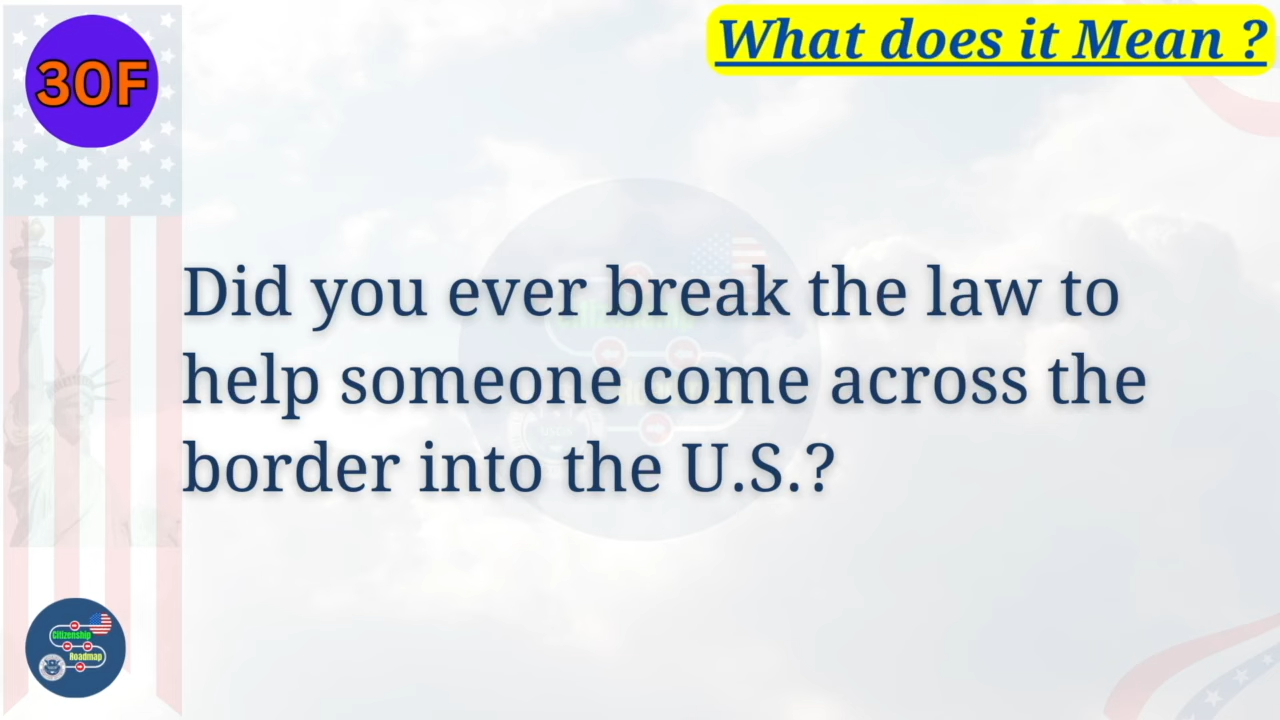 30F
What does it Mean ?
Did you ever break the law to
help someone come across the
border into the U.S.?
Citizenship
Roadmap